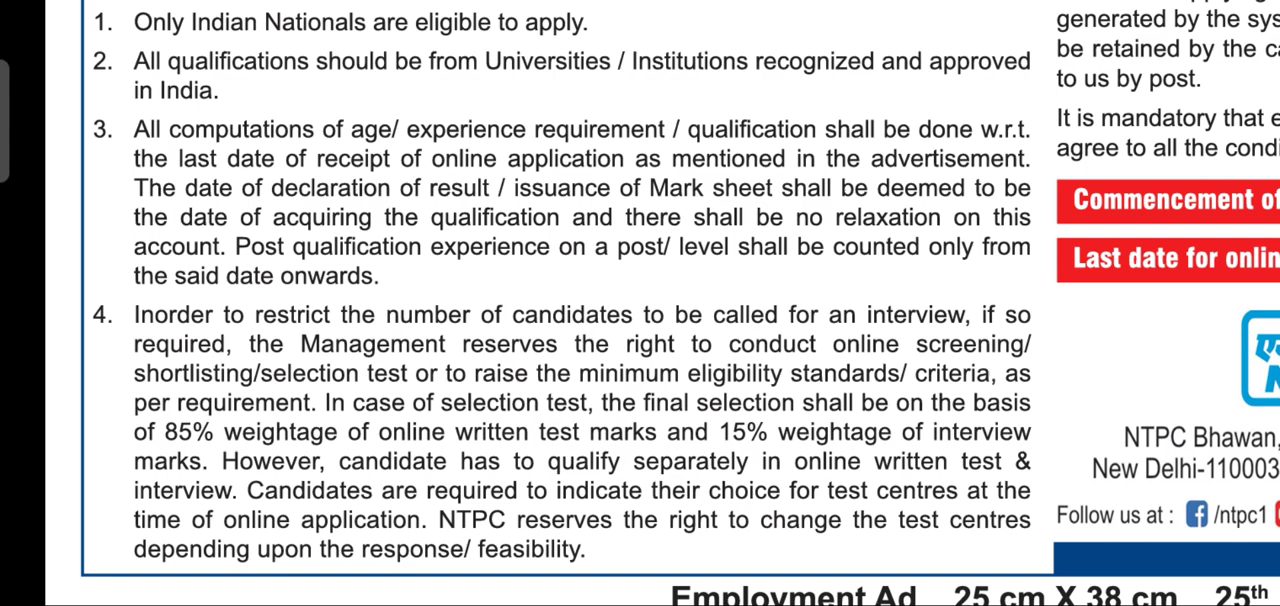 1. Only Indian Nationals are eligible to apply.
2. All qualifications should be from Universities / Institutions recognized and approved
in India.
3. All computations of age/ experience requirement / qualification shall be done w.r.t.
the last date of receipt of online application as mentioned in the advertisement.
The date of declaration of result / issuance of Mark sheet shall be deemed to be
the date of acquiring the qualification and there shall be no relaxation on this
account. Post qualification experience on a post/ level shall be counted only from
the said date onwards.
4. Inorder to restrict the number of candidates to be called for an interview, if so
required, the Management reserves the right to conduct online screening/
shortlisting/selection test or to raise the minimum eligibility standards/ criteria, as
per requirement. In case of selection test, the final selection shall be on the basis
of 85% weightage of online written test marks and 15% weightage of interview
marks. However, candidate has to qualify separately in online written test &
interview. Candidates are required to indicate their choice for test centres at the
time of online application. NTPC reserves the right to change the test centres
depending upon the response/ feasibility.
generated by the
be retained by the
to us by post.
It is mandatory that
agree to all the
Commencement of
Last date for
NTPC Bhawan,
New Delhi-110003
Follow us at : /ntpc1
Employment Ad 25 cm X 38 cm 25th